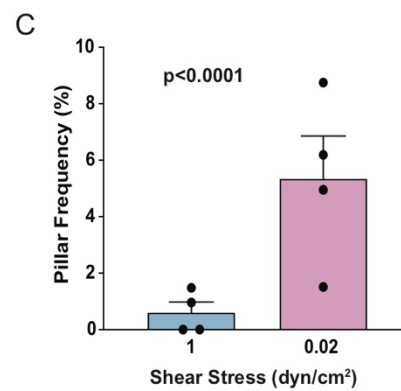 C
10
p<0.0001
8
6
4
2
0
Pillar Frequency (%)
1
0.02
Shear Stress (dyn/cm²)